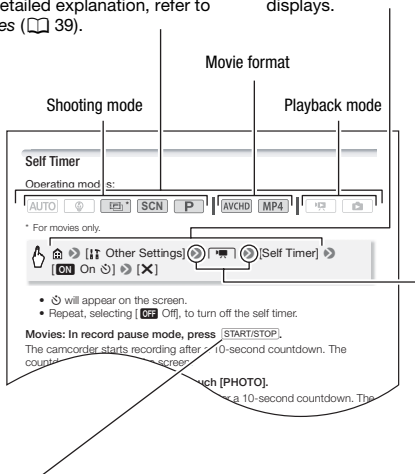 etailed explanation, refer to
es (39).
displays.
Movie format
Shooting mode
Playback mode
Self Timer
Operating modes:
AUTO SCN P AVCHD MP4
* For movies only.
[Other Settings] [Self Timer]
[ON On] [X]
• will appear on the screen.
• Repeat, selecting [OFF Off], to turn off the self timer.
Movies: In record pause mode, press START/STOP.
The camcorder starts recording after 10-second countdown. The
countd screen
uch [PHOTO].
r a 10-second countdown. The